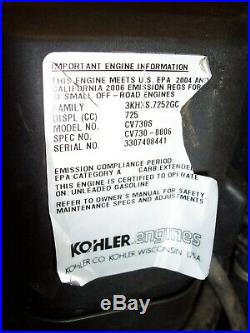 IMPORTANT ENGINE INFORMATION
THIS ENGINE MEETS U.S. EPA 2004 AND
CALIFORNIA 2006 EMISSION REGS FOR
SMALL OFF-ROAD ENGINES
FAMILY 3KHXS.7252GC
DISPL (CC) 725
MODEL NO. CV730S
SPEC. NO. CV730-0006
SERIAL NO. 3307408441
EMISSION COMPLIANCE PERIOD:
EPA: CATEGORY A CARB: EXTENDED
THIS ENGINE IS CERTIFIED TO OPERATE
ON: UNLEADED GASOLINE
REFER TO OWNER'S MANUAL FOR SAFETY,
MAINTENANCE SPECS AND ADJUSTMENTS
KOHLER engines
KOHLER CO. KOHLER WISCONSIN USA